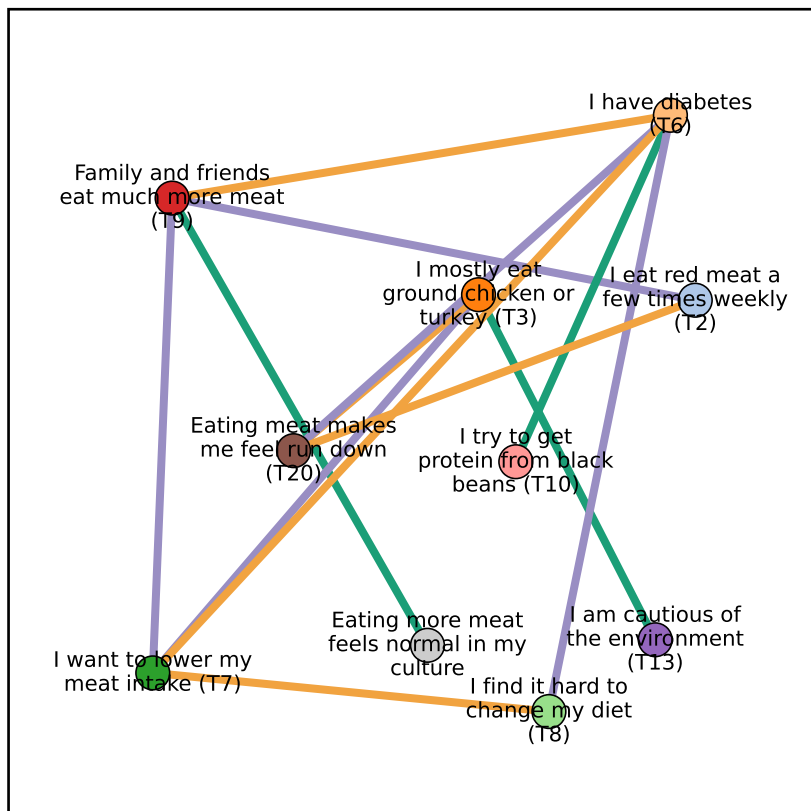 I have diabetes
(T6)
Family and friends
eat much more meat
(T9)
I mostly eat
ground chicken or
turkey (T3)
I eat red meat a
few times weekly
(T2)
Eating meat makes
me feel run down
(T20)
I try to get
protein from black
beans (T10)
Eating more meat
feels normal in my
culture
I am cautious of
the environment
(T13)
I want to lower my
meat intake (T7)
I find it hard to
change my diet
(T8)